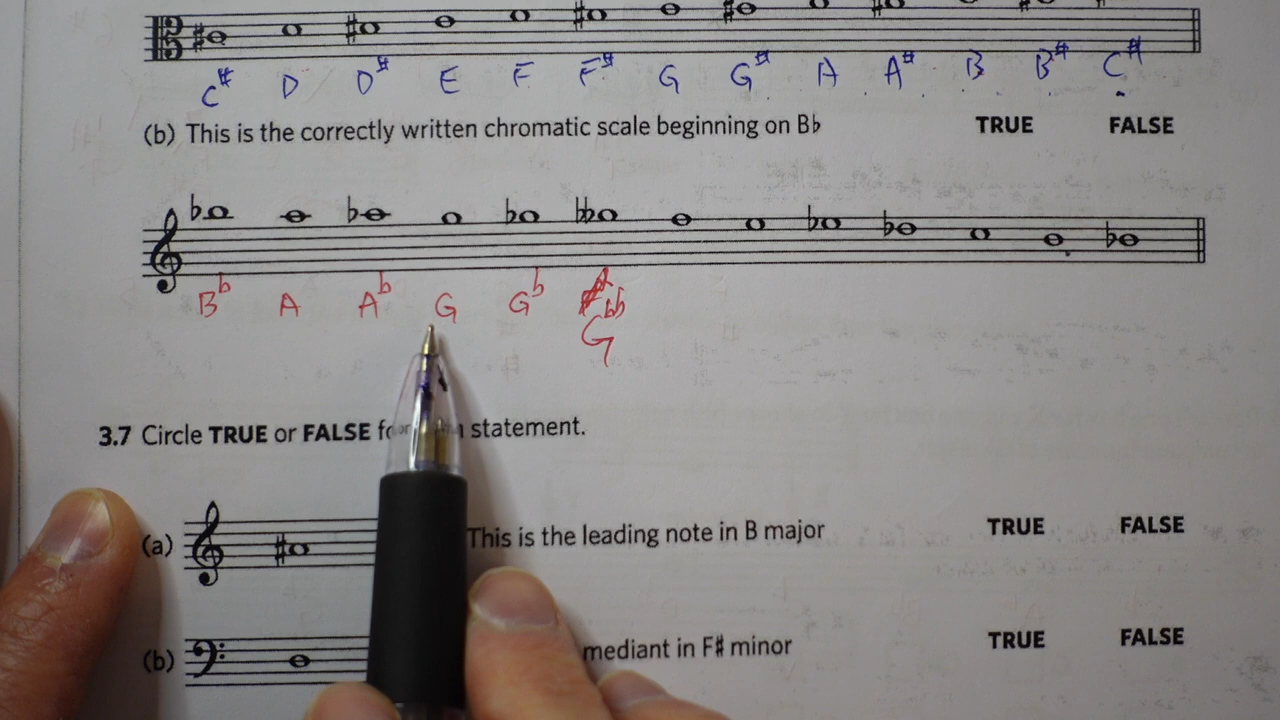 C# D D# E F F# G G# A A# B B# C#
(b) This is the correctly written chromatic scale beginning on B♭ TRUE FALSE
B♭ A A♭ G G♭ ♭♭
G
3.7 Circle TRUE or FALSE statement.
(a) This is the leading note in B major TRUE FALSE
(b) mediant in F# minor TRUE FALSE